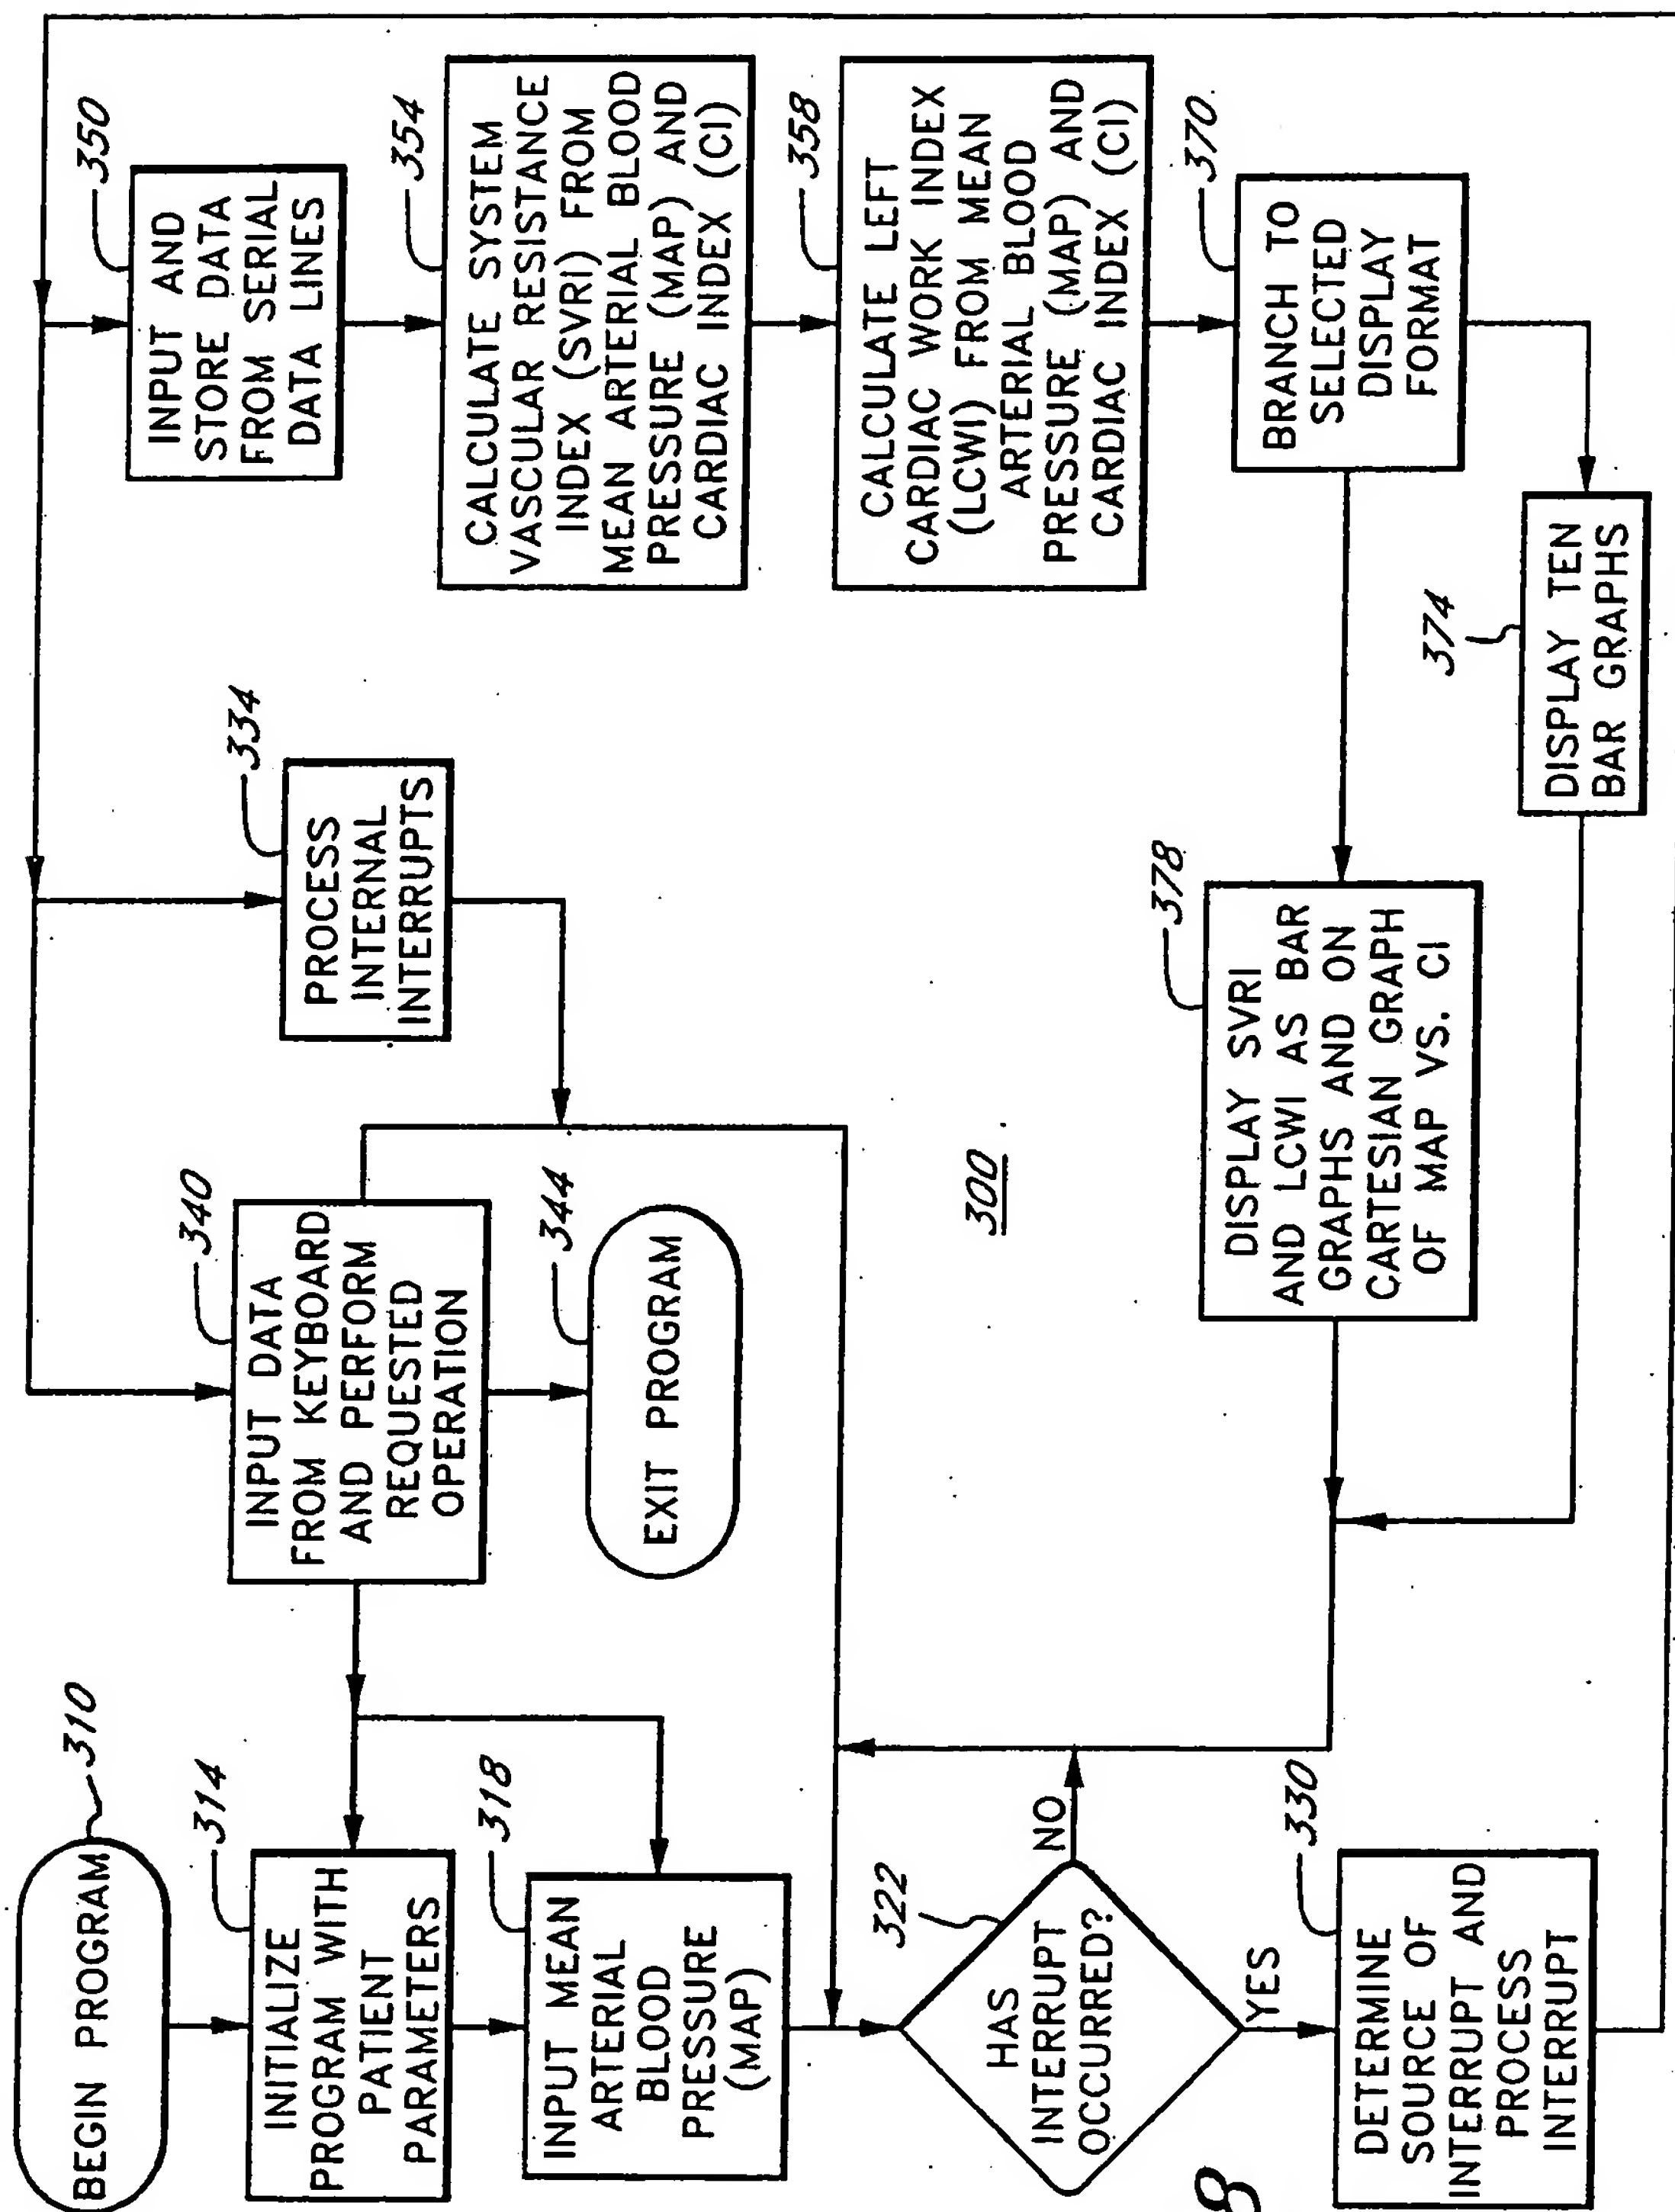 BEGIN PROGRAM
310
INITIALIZE
PROGRAM WITH
PATIENT
PARAMETERS
314
INPUT MEAN
ARTERIAL
BLOOD
PRESSURE
(MAP)
318
HAS
INTERRUPT
OCCURRED?
322
NO
YES
DETERMINE
SOURCE OF
INTERRUPT AND
PROCESS
INTERRUPT
330
INPUT DATA
FROM KEYBOARD
AND PERFORM
REQUESTED
OPERATION
340
EXIT PROGRAM
344
PROCESS
INTERNAL
INTERRUPTS
334
INPUT AND
STORE DATA
FROM SERIAL
DATA LINES
350
CALCULATE SYSTEM
VASCULAR RESISTANCE
INDEX (SVRI) FROM
MEAN ARTERIAL BLOOD
PRESSURE (MAP) AND
CARDIAC INDEX (CI)
354
CALCULATE LEFT
CARDIAC WORK INDEX
(LCWI) FROM MEAN
ARTERIAL BLOOD
PRESSURE (MAP) AND
CARDIAC INDEX (CI)
358
BRANCH TO
SELECTED
DISPLAY
FORMAT
370
DISPLAY TEN
BAR GRAPHS
374
DISPLAY SVRI
AND LCWI AS BAR
GRAPHS AND ON
CARTESIAN GRAPH
OF MAP VS. CI
378
300
8